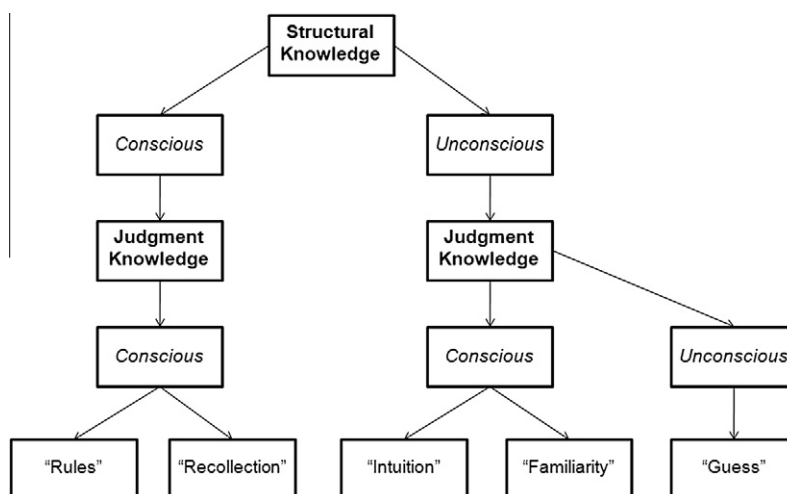 Structural
Knowledge
Conscious
Unconscious
Judgment
Knowledge
Judgment
Knowledge
Conscious
Conscious
Unconscious
“Rules”
“Recollection”
“Intuition”
“Familiarity”
“Guess”